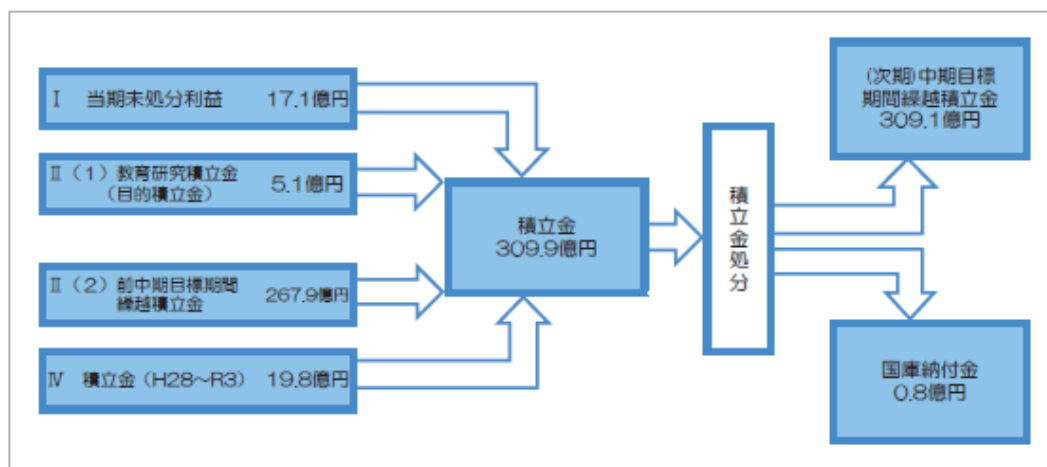 Ⅰ 当期未処分利益 17.1億円
Ⅱ（1）教育研究積立金
（目的積立金）
5.1億円
Ⅱ（2）前中期目標期間
繰越積立金
267.9億円
Ⅳ 積立金（H28～R3） 19.8億円
積立金
309.9億円
積立金処分
(次期)中期目標
期間繰越積立金
309.1億円
国庫納付金
0.8億円